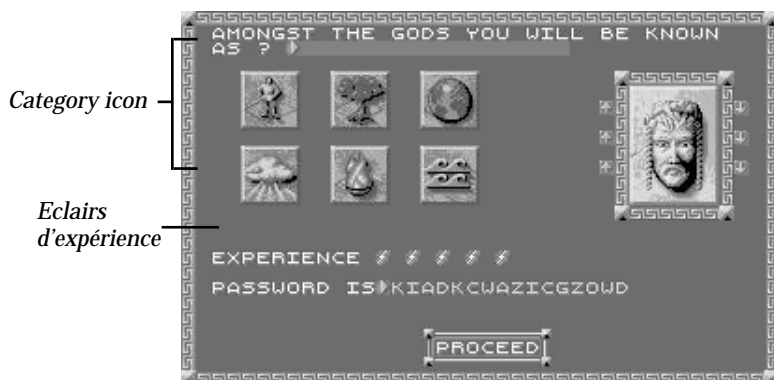 AMONGST THE GODS YOU WILL BE KNOWN
AS ?
Category icon
Eclairs
d'expérience
EXPERIENCE
PASSWORD IS KIADKCWAZICGZOWD
PROCEED